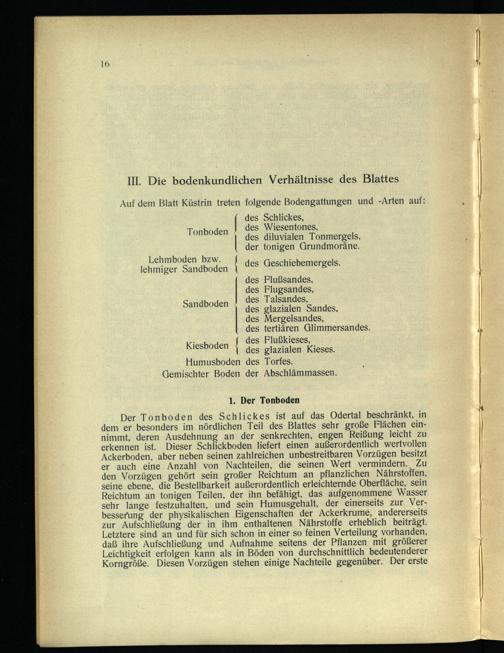 16
III. Die bodenkundlichen Verhältnisse des Blattes
Auf dem Blatt Küstrin treten folgende Bodengattungen und -Arten auf:
Tonboden { des Schlickes,
des Wiesentones,
des diluvialen Tonmergels,
der tonigen Grundmoräne.
Lehmboden bzw.
lehmiger Sandboden { des Geschiebemergels.
Sandboden { des Flußsandes,
des Flugsandes,
des Talsandes,
des glazialen Sandes,
des Mergelsandes,
des tertiären Glimmersandes.
Kiesboden { des Flußkieses,
des glazialen Kieses.
Humusboden des Torfes.
Gemischter Boden der Abschlämmassen.
1. Der Tonboden
Der Tonboden des Schlickes ist auf das Odertal beschränkt, in
dem er besonders im nördlichen Teil des Blattes sehr große Flächen ein-
nimmt, deren Ausdehnung an der senkrechten, engen Reißung leicht zu
erkennen ist. Dieser Schlickboden liefert einen außerordentlich wertvollen
Ackerboden, aber neben seinen zahlreichen unbestreitbaren Vorzügen besitzt
er auch eine Anzahl von Nachteilen, die seinen Wert vermindern. Zu
den Vorzügen gehört sein großer Reichtum an pflanzlichen Nährstoffen,
seine ebene, die Bestellbarkeit außerordentlich erleichternde Oberfläche, sein
Reichtum an tonigen Teilen, der ihn befähigt, das aufgenommene Wasser
sehr lange festzuhalten, und sein Humusgehalt, der einerseits zur Ver-
besserung der physikalischen Eigenschaften der Ackerkrume, andererseits
zur Aufschließung der in ihm enthaltenen Nährstoffe erheblich beiträgt.
Letztere sind an und für sich schon in einer so feinen Verteilung vorhanden,
daß ihre Aufschließung und Aufnahme seitens der Pflanzen mit größerer
Leichtigkeit erfolgen kann als in Böden von durchschnittlich bedeutenderer
Korngröße. Diesen Vorzügen stehen einige Nachteile gegenüber. Der erste